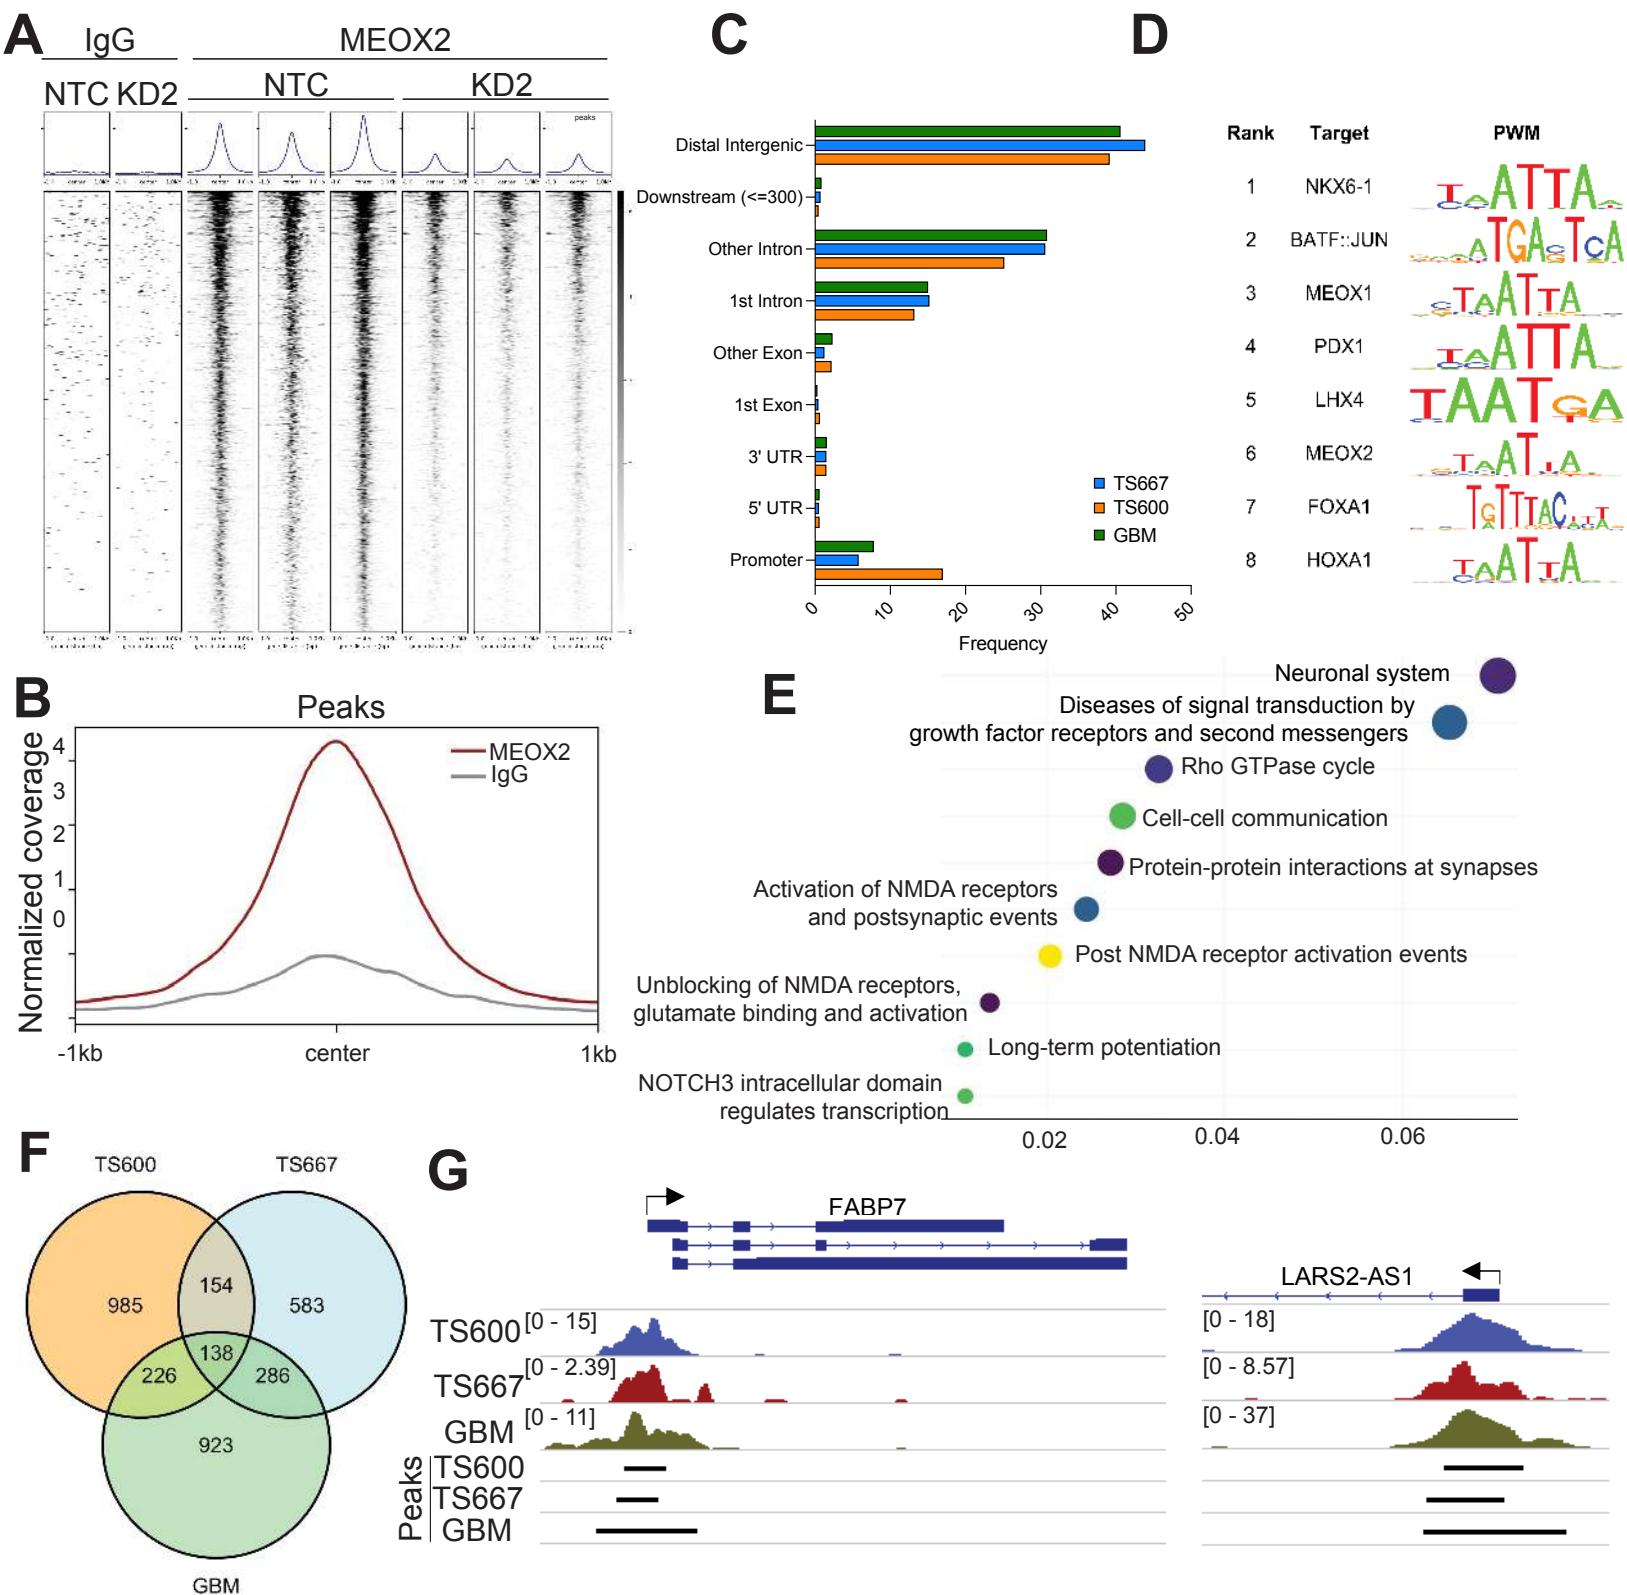 A
IgG
MEOX2
NTC KD2
NTC
KD2
peaks
C
Distal Intergenic
Downstream (<=300)
Other Intron
1st Intron
Other Exon
1st Exon
3' UTR
5' UTR
Promoter
TS667
TS600
GBM
0 10 20 30 40 50
Frequency
D
Rank Target PWM
1 NKX6-1
2 BATF::JUN
3 MEOX1
4 PDX1
5 LHX4
6 MEOX2
7 FOXA1
8 HOXA1
B
Peaks
Normalized coverage
4
3
2
1
0
MEOX2
IgG
-1kb center 1kb
E
Neuronal system
Diseases of signal transduction by
growth factor receptors and second messengers
Rho GTPase cycle
Cell-cell communication
Protein-protein interactions at synapses
Activation of NMDA receptors
and postsynaptic events
Post NMDA receptor activation events
Unblocking of NMDA receptors,
glutamate binding and activation
Long-term potentiation
NOTCH3 intracellular domain
regulates transcription
0.02 0.04 0.06
F
TS600 TS667
985 154 583
138
226 286
923
GBM
G
FABP7
LARS2-AS1
TS600 [0 - 15] [0 - 18]
TS667 [0 - 2.39] [0 - 8.57]
GBM [0 - 11] [0 - 37]
Peaks
TS600
TS667
GBM